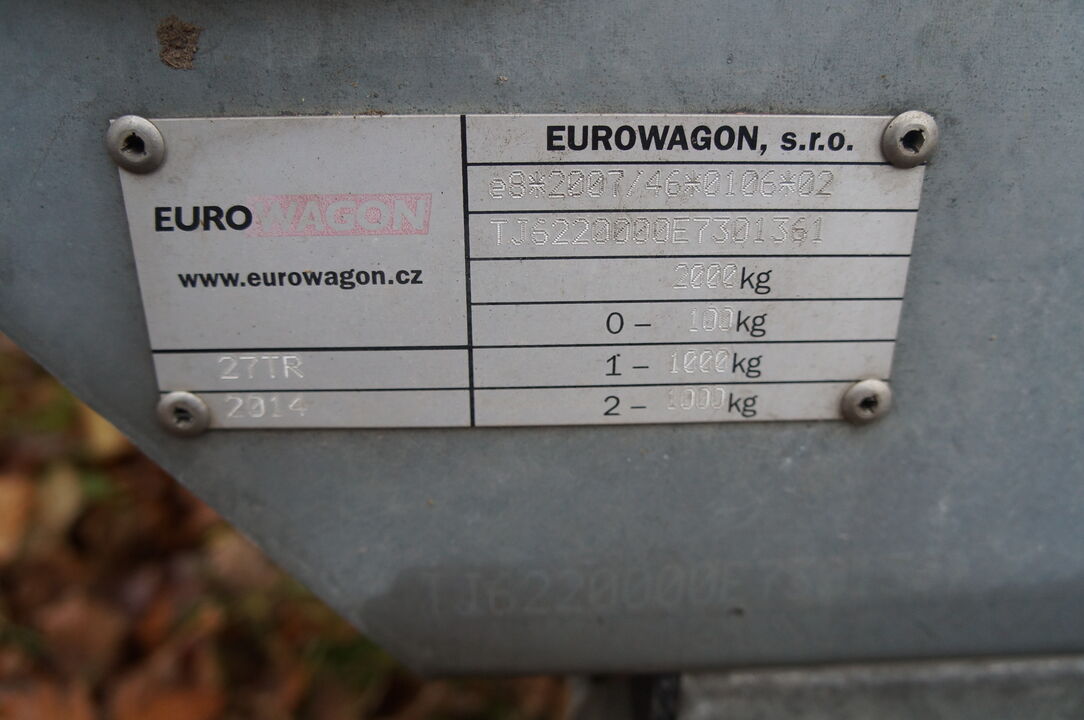 EUROWAGON
www.eurowagon.cz
27TR
2014
EUROWAGON, s.r.o.
e8*2007/46*0106*02
TJ6220000E7301361
2000kg
0 - 100kg
1 - 1000kg
2 - 1000kg